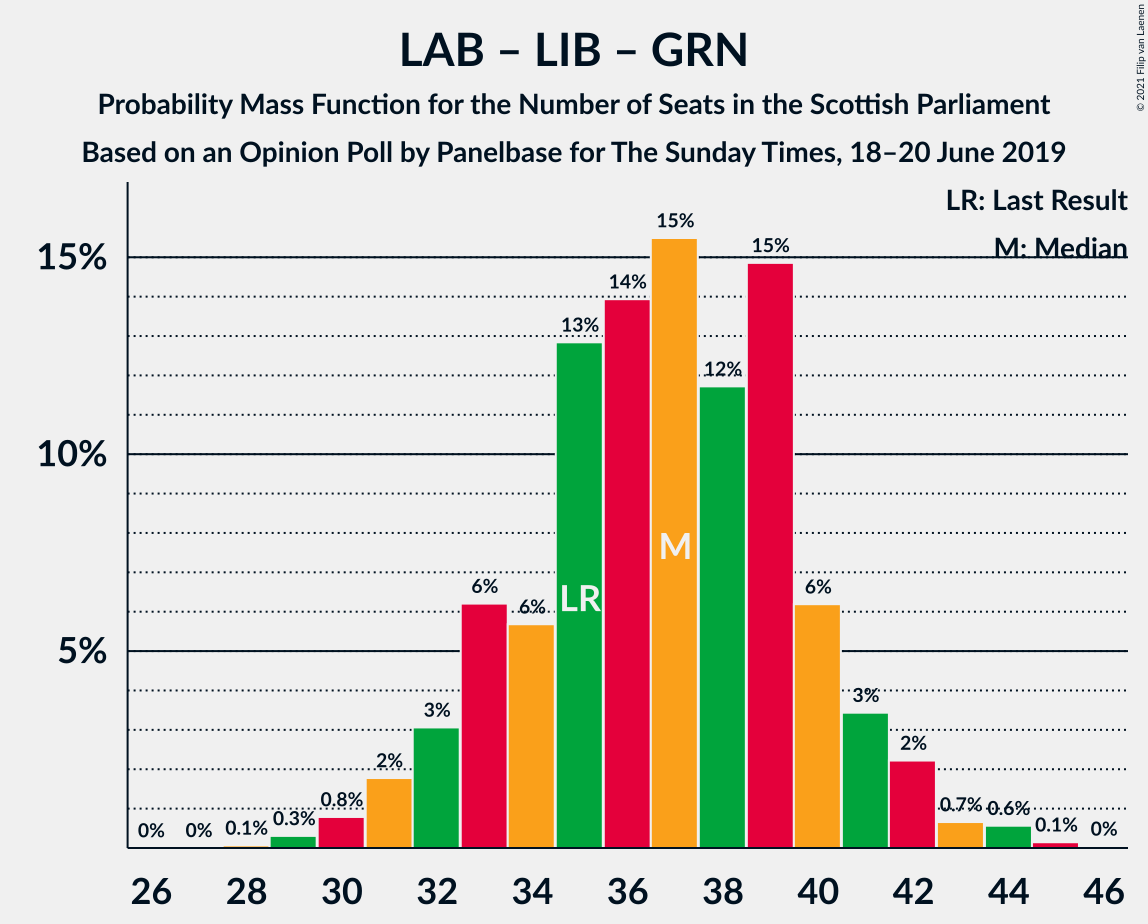 LAB – LIB – GRN
Probability Mass Function for the Number of Seats in the Scottish Parliament
Based on an Opinion Poll by Panelbase for The Sunday Times, 18–20 June 2019
© 2021 Filip van Laenen
LR: Last Result
M: Median
15%
10%
5%
0%
0%
0.1%
0.3%
0.8%
2%
3%
6%
6%
13%
14%
15%
12%
15%
6%
3%
2%
0.7%
0.6%
0.1%
0%
LR
M
26 28 30 32 34 36 38 40 42 44 46